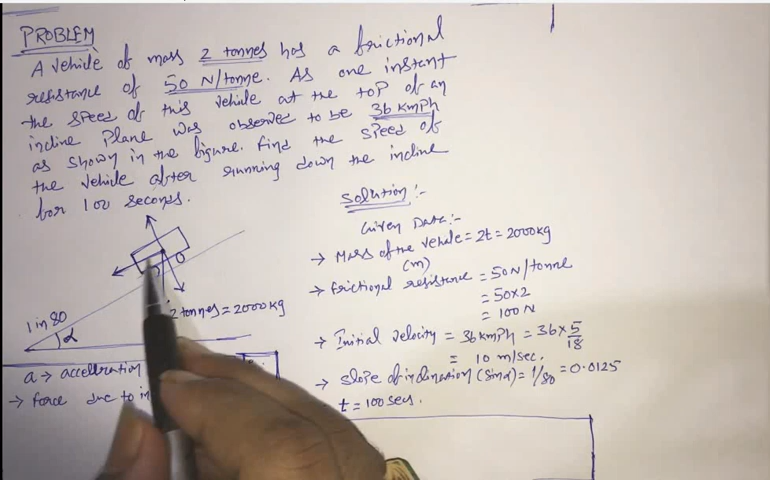 PROBLEM
A vehicle of mass 2 tonnes has a frictional
resistance of 50 N/tonne. As one instant
the speed of this vehicle at the top of an
incline plane was observed to be 36 kmph
as shown in the figure. Find the speed of
the vehicle after running down the incline
for 100 seconds.
1 in 80
α
2 tonnes = 2000kg
a → accelleration
→ force due to in
Solution:-
Given Data:-
→ Mass of the vehicle = 2t = 2000kg
(m)
→ frictional resistance = 50N/tonne
= 50×2
= 100 N
→ Initial velocity = 36 kmph = 36 × 5/18
= 10 m/sec.
→ slope of inclination (sinα) = 1/80 = 0.0125
t = 100 secs.